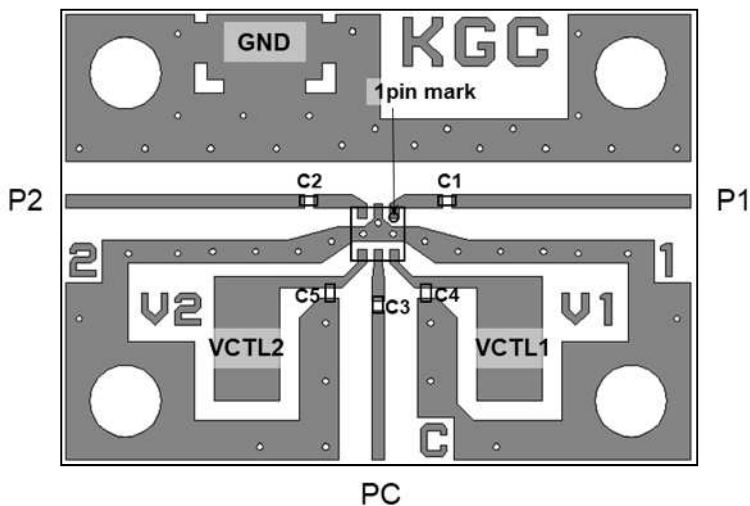 GND
KGC
1pin mark
C2
C1
P2
P1
2
1
V2
V1
C5
C3
C4
VCTL2
VCTL1
C
PC